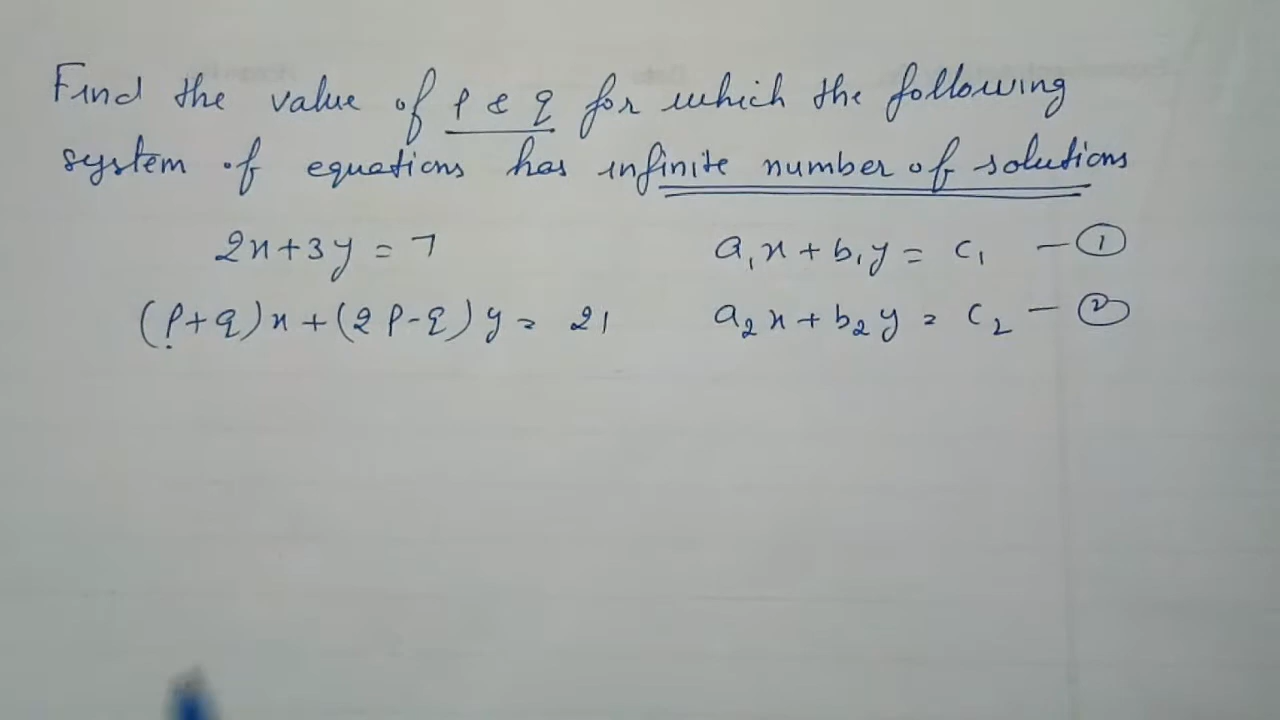 Find the value of p & q for which the following
system of equations has infinite number of solutions
2x+3y = 7
a₁x + b₁y = c₁ — ①
(p+q)x+(2p-q)y = 21
a₂x + b₂y = c₂ — ②